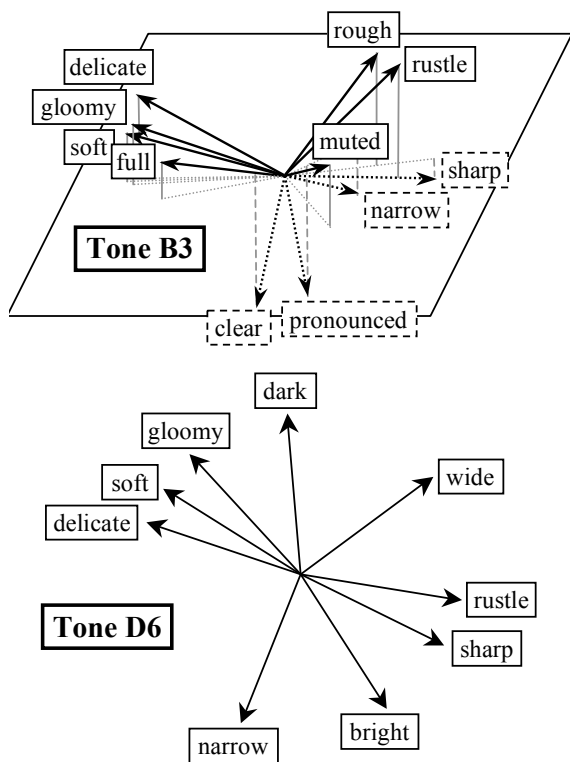 rough
delicate
rustle
gloomy
soft
full
muted
sharp
narrow
Tone B3
clear
pronounced
dark
gloomy
wide
soft
delicate
rustle
Tone D6
sharp
narrow
bright